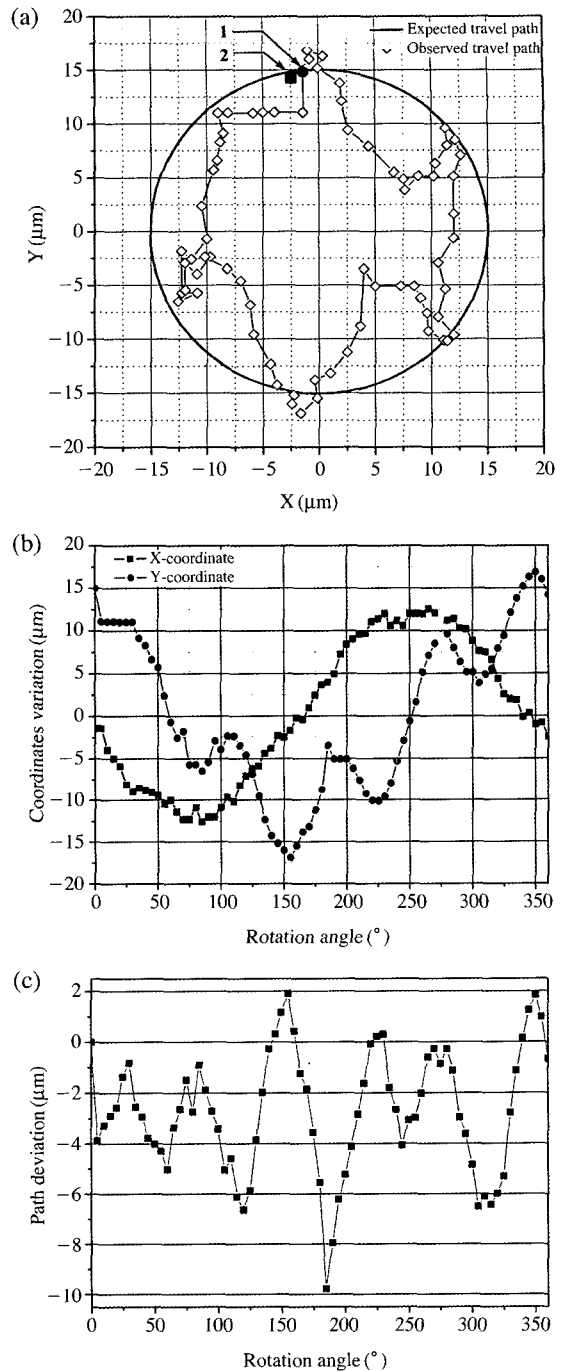 (a)
20
15
10
5
0
−5
−10
−15
−20
Y (μm)
1
2
Expected travel path
Observed travel path
−20 −15 −10 −5 0 5 10 15 20
X (μm)
(b)
20
15
10
5
0
−5
−10
−15
−20
Coordinates variation (μm)
X-coordinate
Y-coordinate
0 50 100 150 200 250 300 350
Rotation angle (°)
(c)
2
0
−2
−4
−6
−8
−10
Path deviation (μm)
0 50 100 150 200 250 300 350
Rotation angle (°)